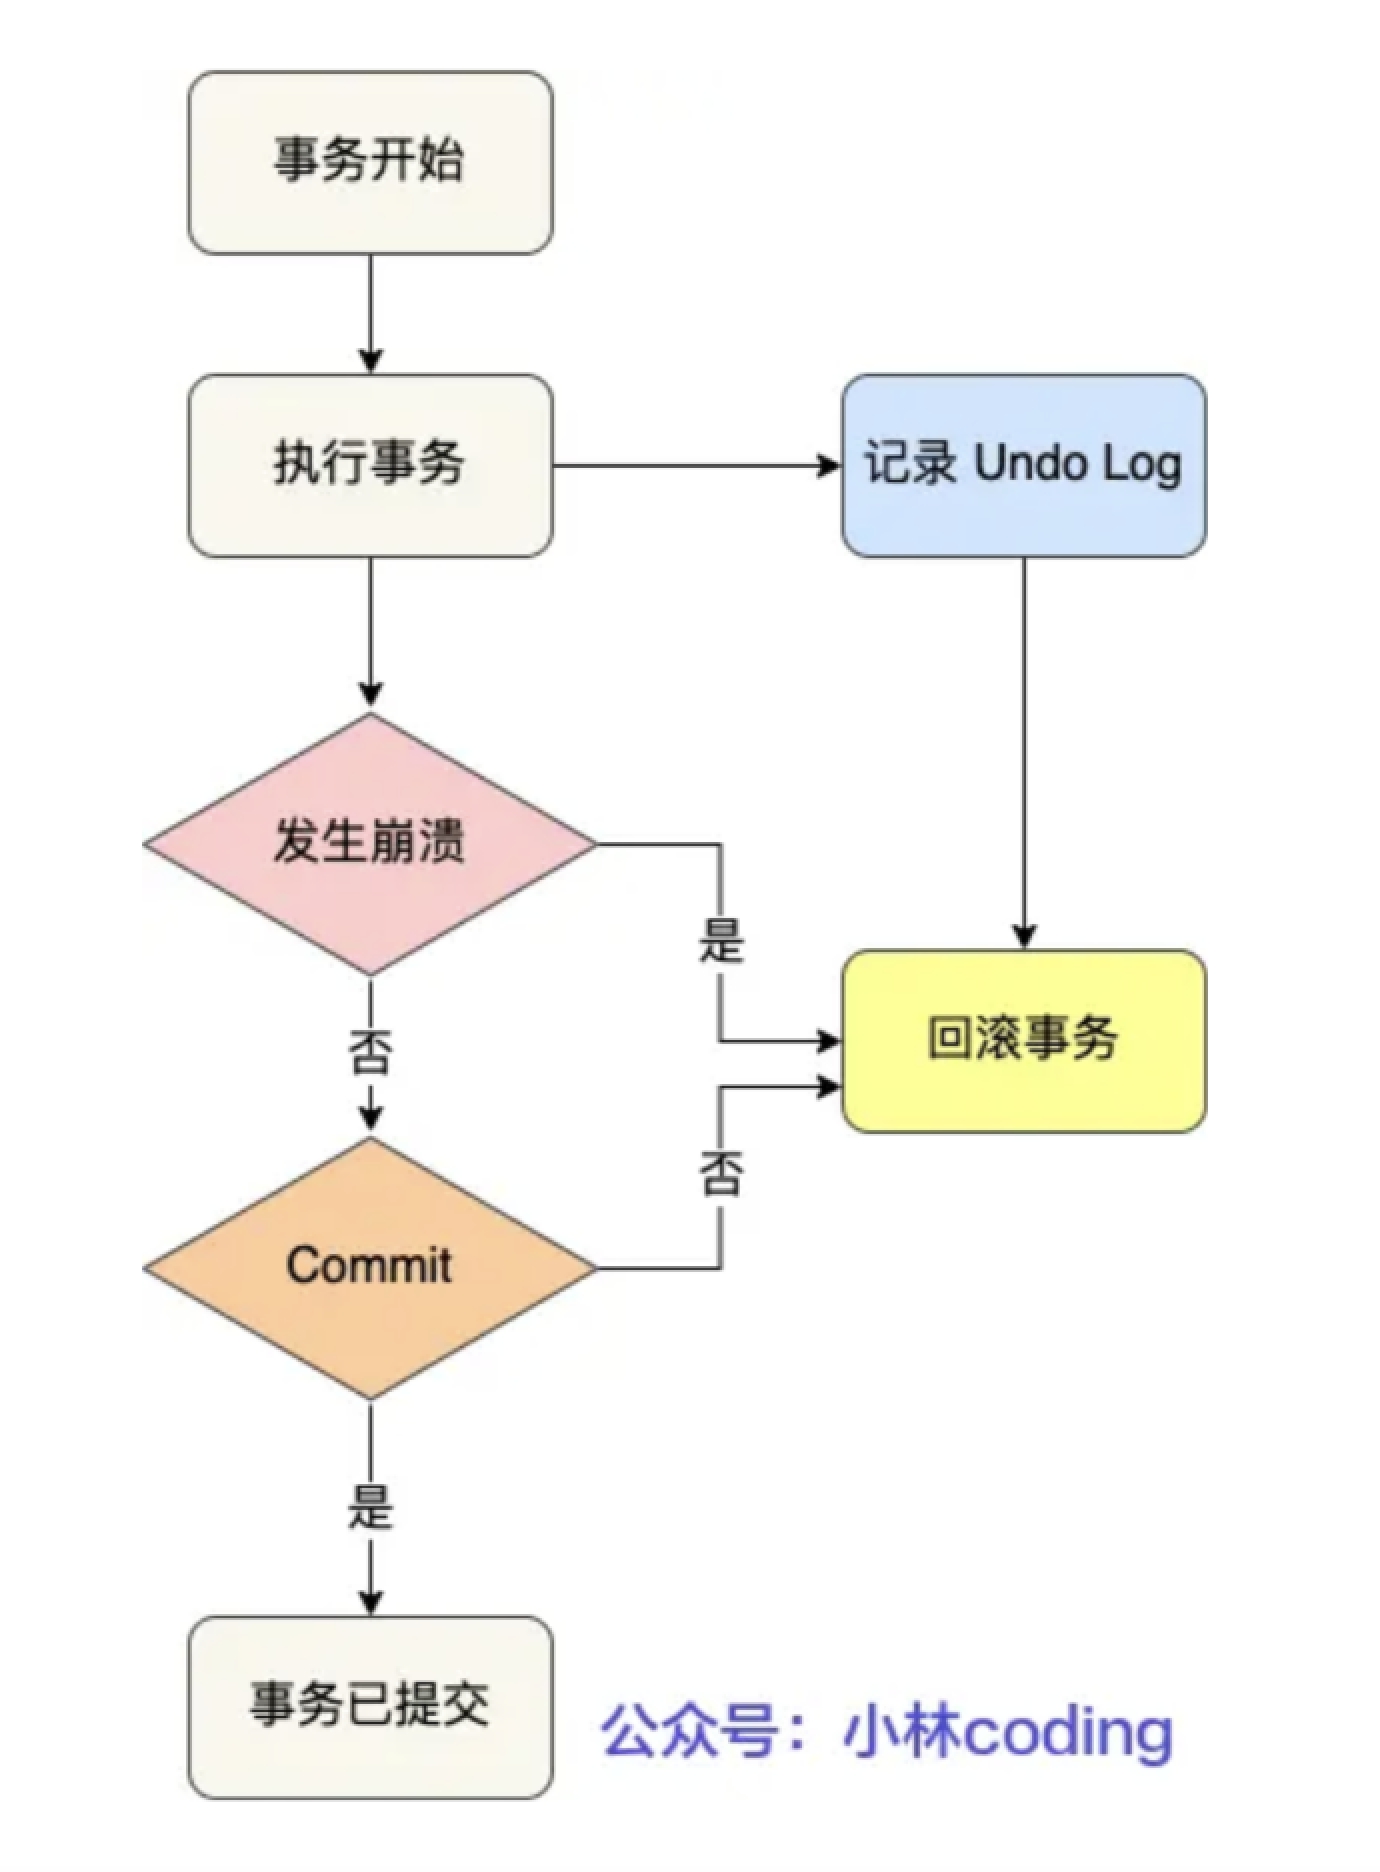 事务开始
执行事务
记录 Undo Log
发生崩溃
是
否
回滚事务
否
Commit
是
事务已提交
公众号：小林coding